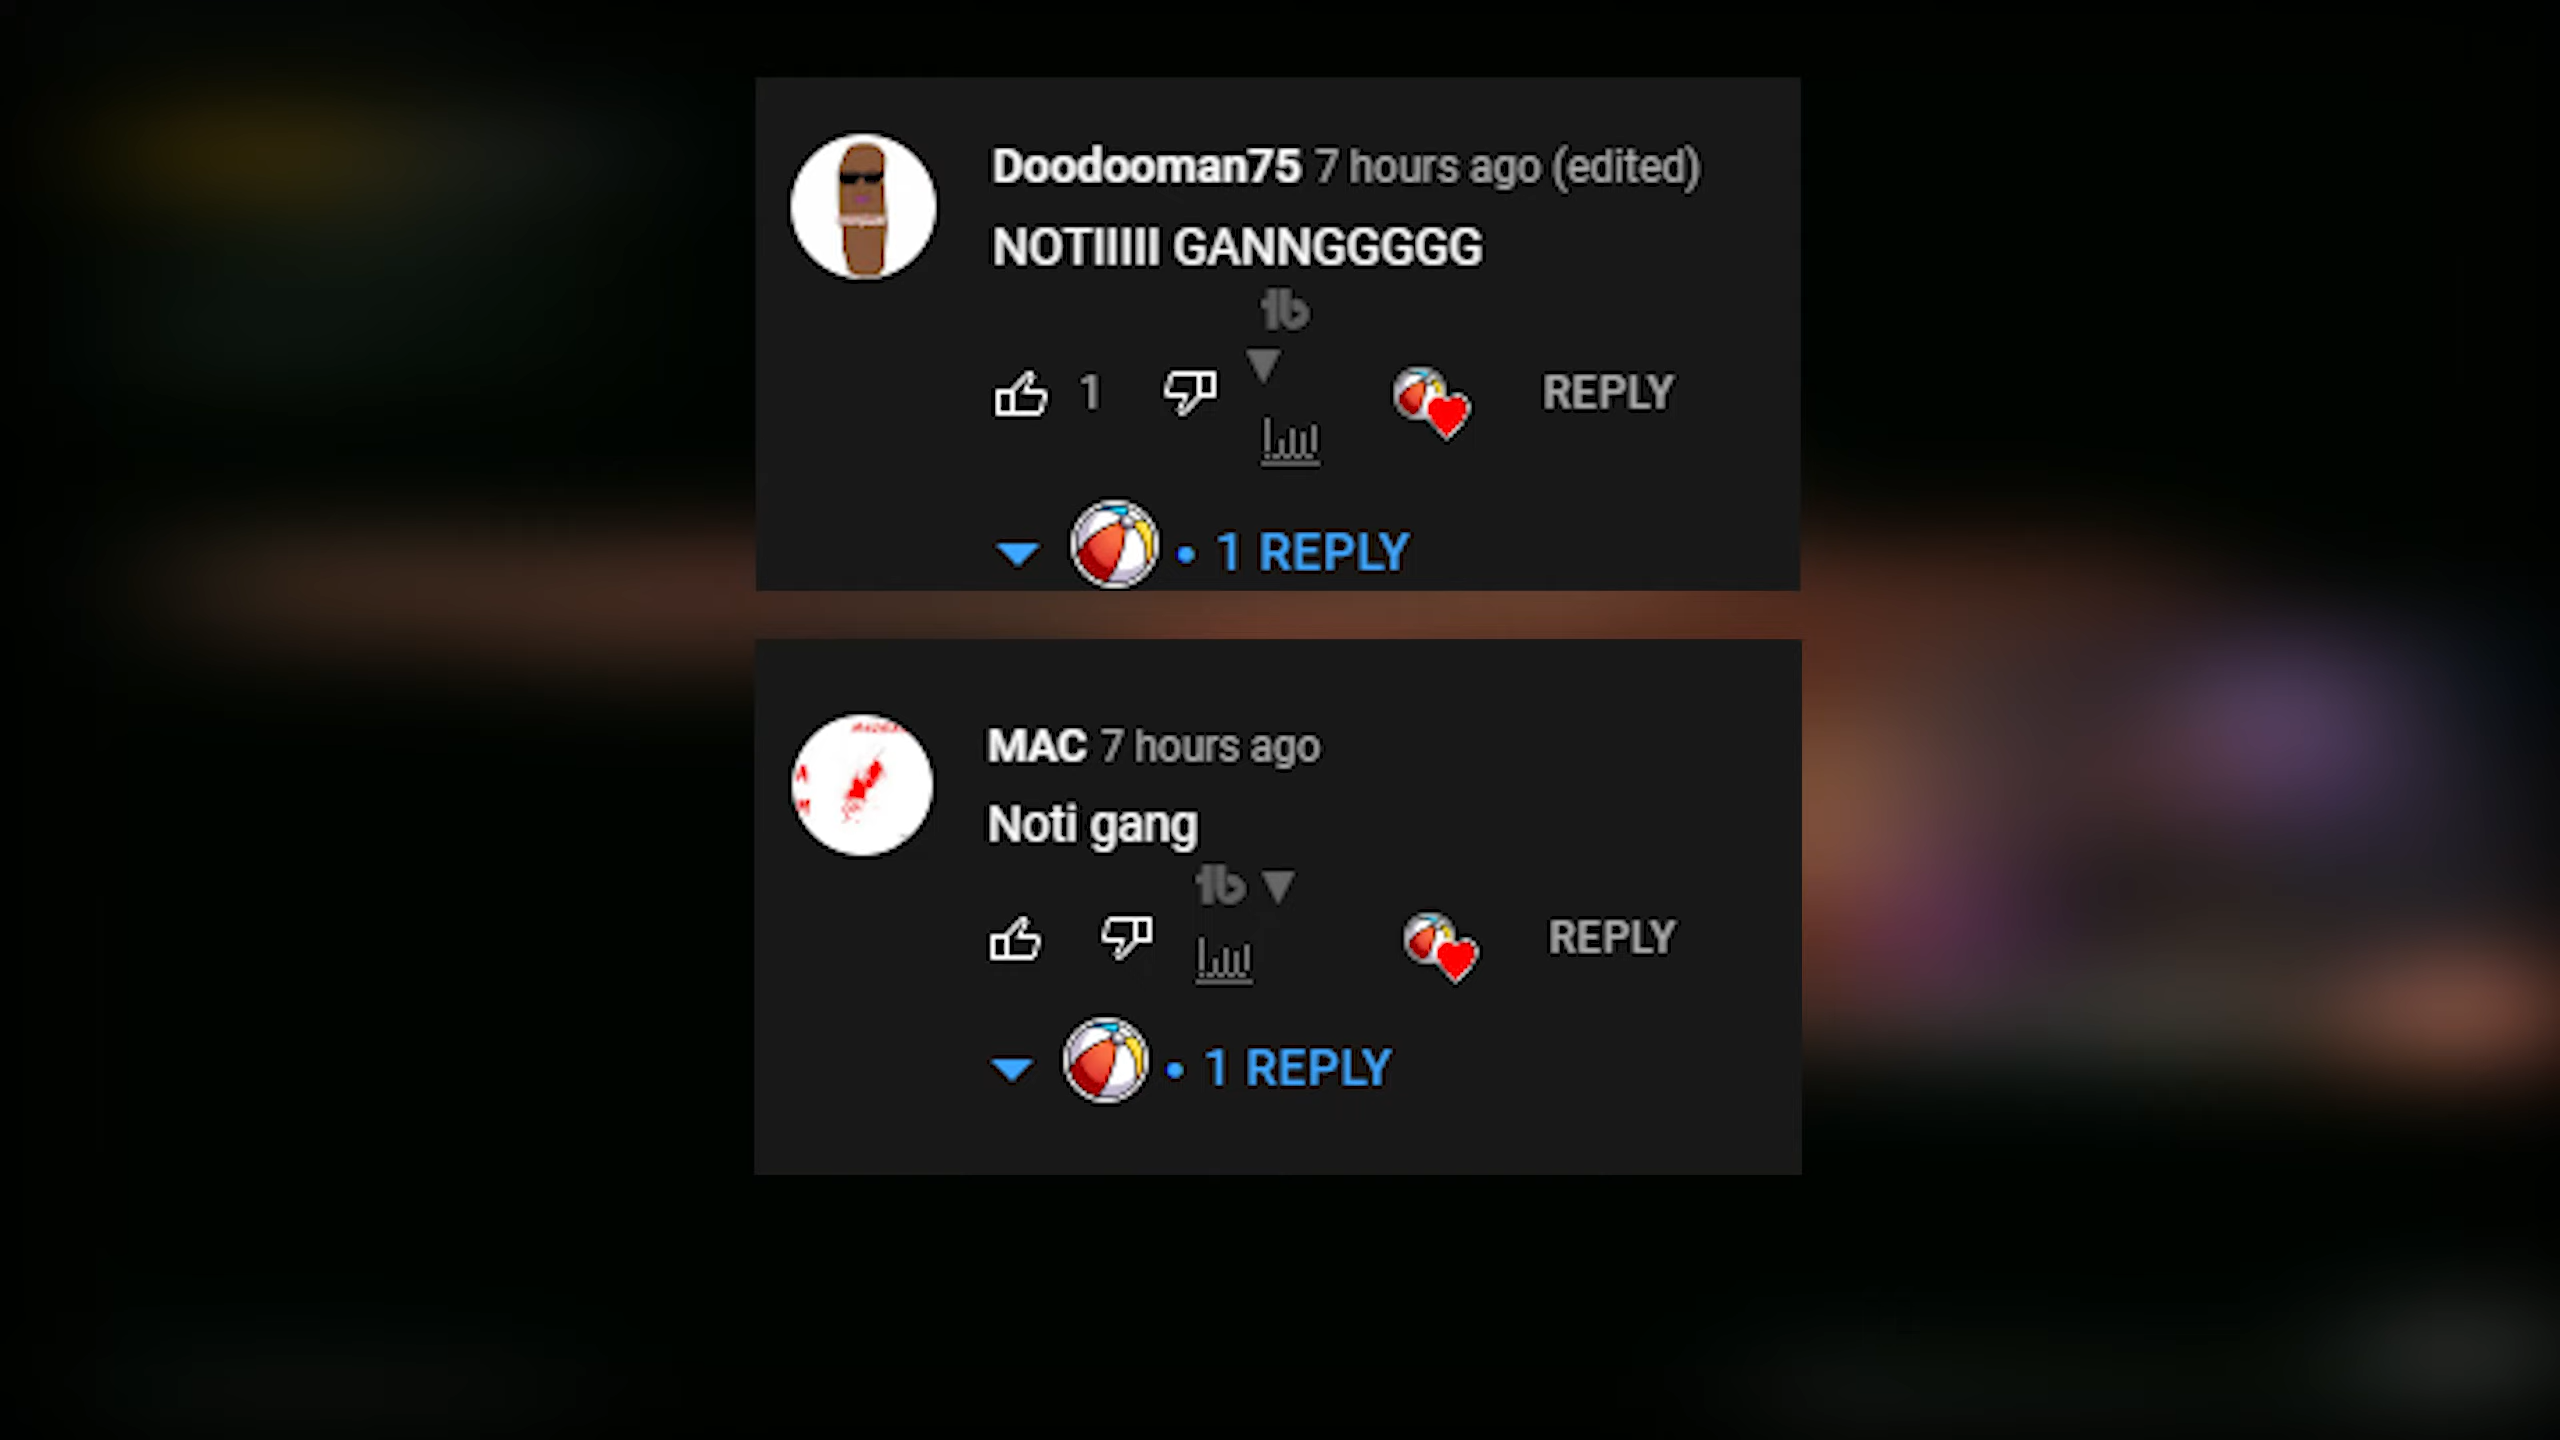 Doodooman75 7 hours ago (edited)
NOTIIIII GANNGGGGG
1
REPLY
1 REPLY
MAC 7 hours ago
Noti gang
REPLY
1 REPLY